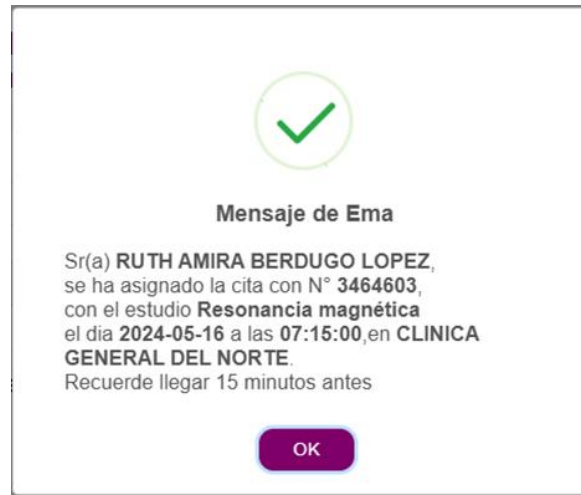 Mensaje de Ema
Sr(a) RUTH AMIRA BERDUGO LOPEZ,
se ha asignado la cita con N° 3464603,
con el estudio Resonancia magnética
el dia 2024-05-16 a las 07:15:00,en CLINICA
GENERAL DEL NORTE.
Recuerde llegar 15 minutos antes
OK